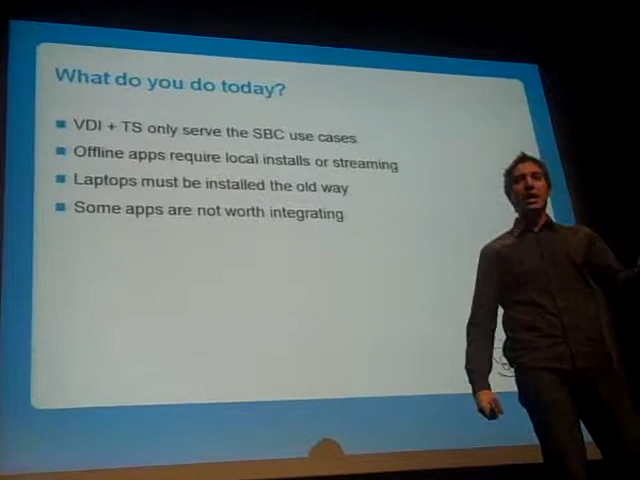 What do you do today?
VDI + TS only serve the SBC use cases
Offline apps require local installs or streaming
Laptops must be installed the old way
Some apps are not worth integrating